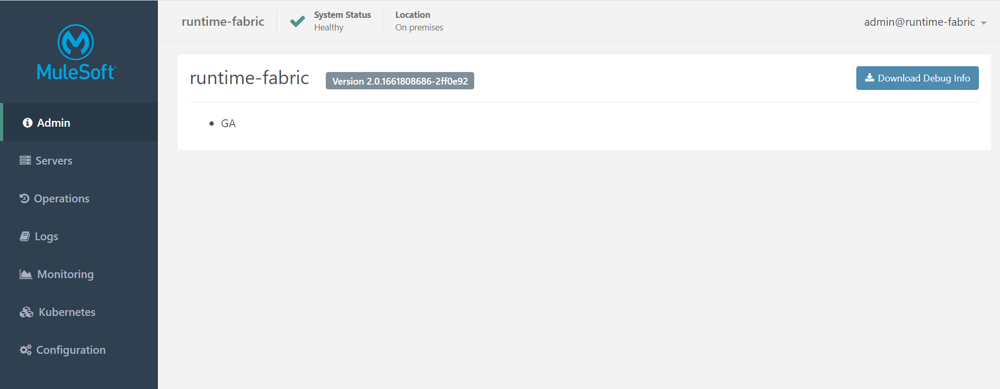 MuleSoft
runtime-fabric
System Status
Healthy
Location
On premises
admin@runtime-fabric
runtime-fabric
Version 2.0.1661808686-2ff0e92
Download Debug Info
GA
Admin
Servers
Operations
Logs
Monitoring
Kubernetes
Configuration